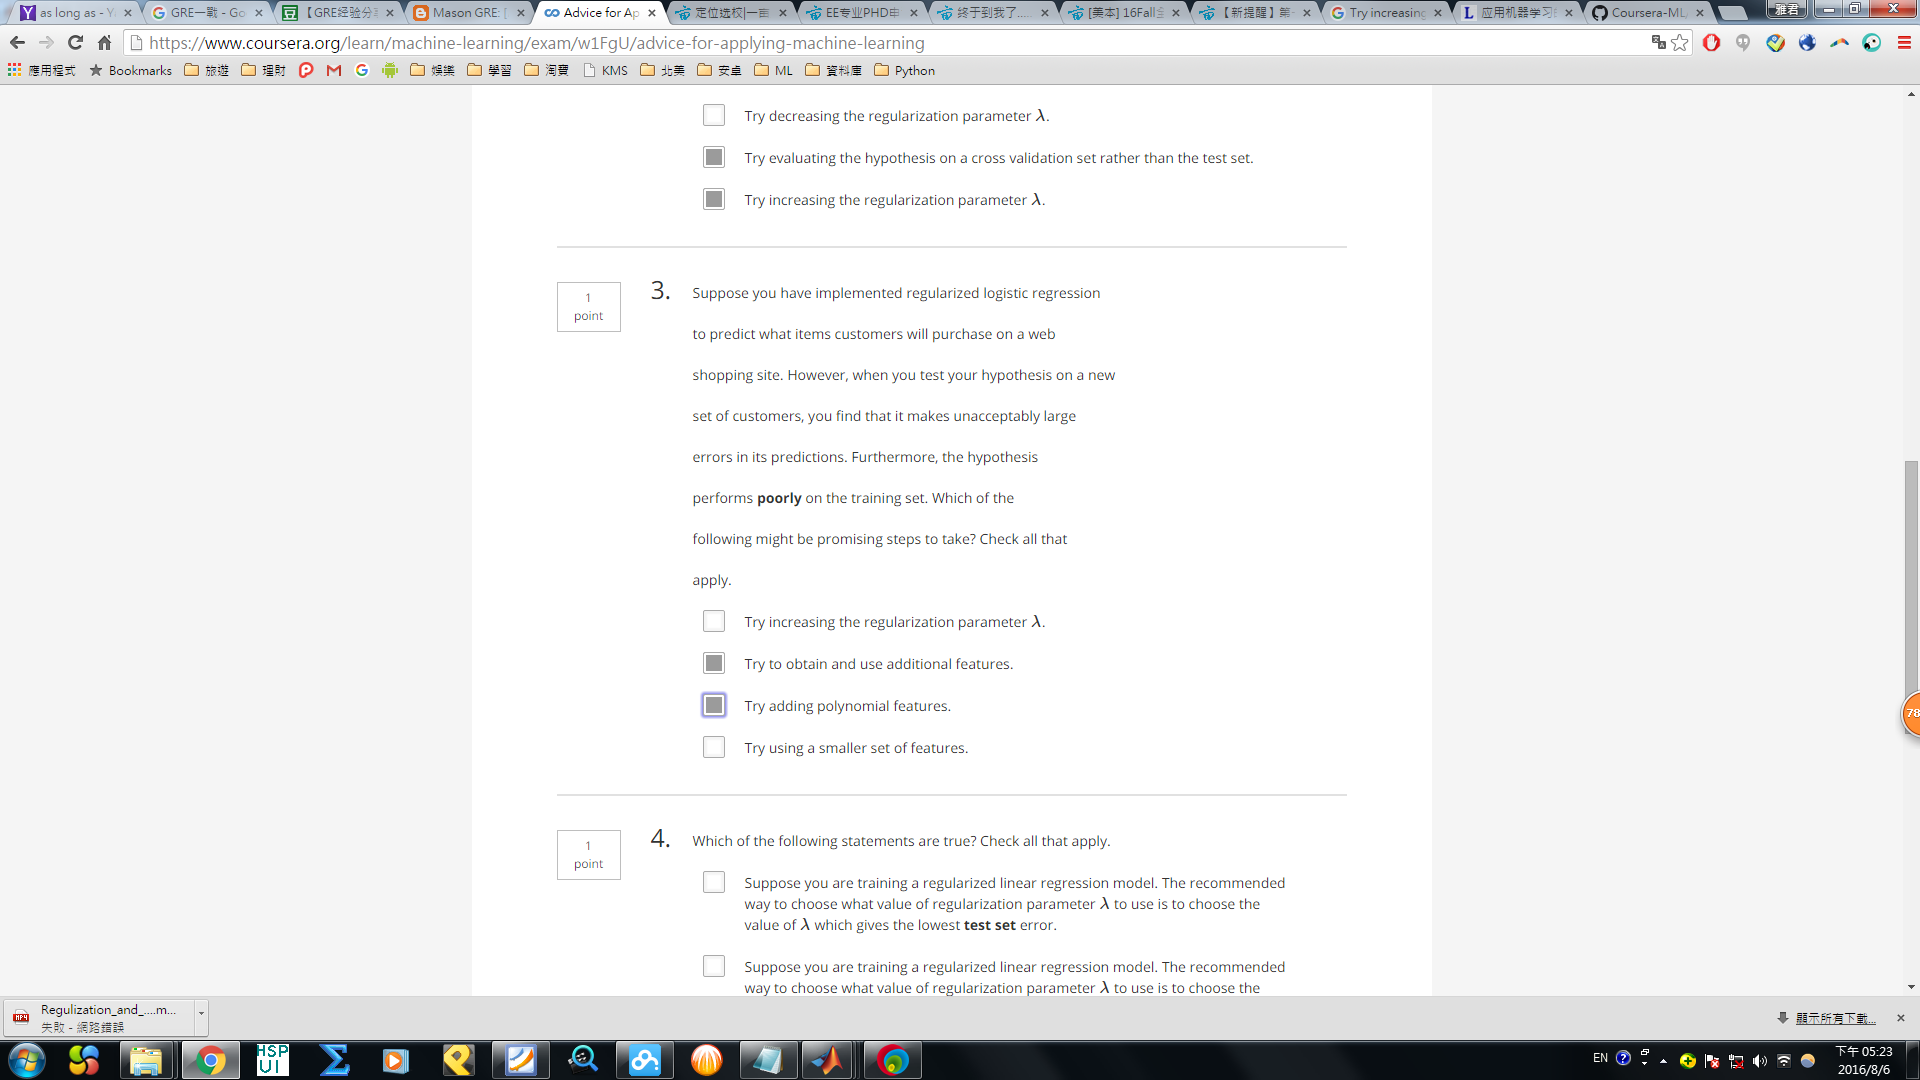 as long as - Y
GRE一戰 - Go
【GRE经验分
Mason GRE: [
Advice for Ap
定位选校|一亩
EE专业PHD申
终于到我了....
[美本] 16Fall
【新提醒】第
Try increasing
应用机器学习
Coursera-ML
雅君
https://www.coursera.org/learn/machine-learning/exam/w1FgU/advice-for-applying-machine-learning
應用程式
Bookmarks
旅遊
理財
娛樂
學習
淘寶
KMS
北美
安卓
ML
資料庫
Python
Try decreasing the regularization parameter λ.
Try evaluating the hypothesis on a cross validation set rather than the test set.
Try increasing the regularization parameter λ.
1
point
3.
Suppose you have implemented regularized logistic regression
to predict what items customers will purchase on a web
shopping site. However, when you test your hypothesis on a new
set of customers, you find that it makes unacceptably large
errors in its predictions. Furthermore, the hypothesis
performs poorly on the training set. Which of the
following might be promising steps to take? Check all that
apply.
Try increasing the regularization parameter λ.
Try to obtain and use additional features.
Try adding polynomial features.
Try using a smaller set of features.
78
1
point
4.
Which of the following statements are true? Check all that apply.
Suppose you are training a regularized linear regression model. The recommended
way to choose what value of regularization parameter λ to use is to choose the
value of λ which gives the lowest test set error.
Suppose you are training a regularized linear regression model. The recommended
way to choose what value of regularization parameter λ to use is to choose the
Regulization_and_....m...
失敗 - 網路錯誤
顯示所有下載...
HSP
UI
EN
下午 05:23
2016/8/6